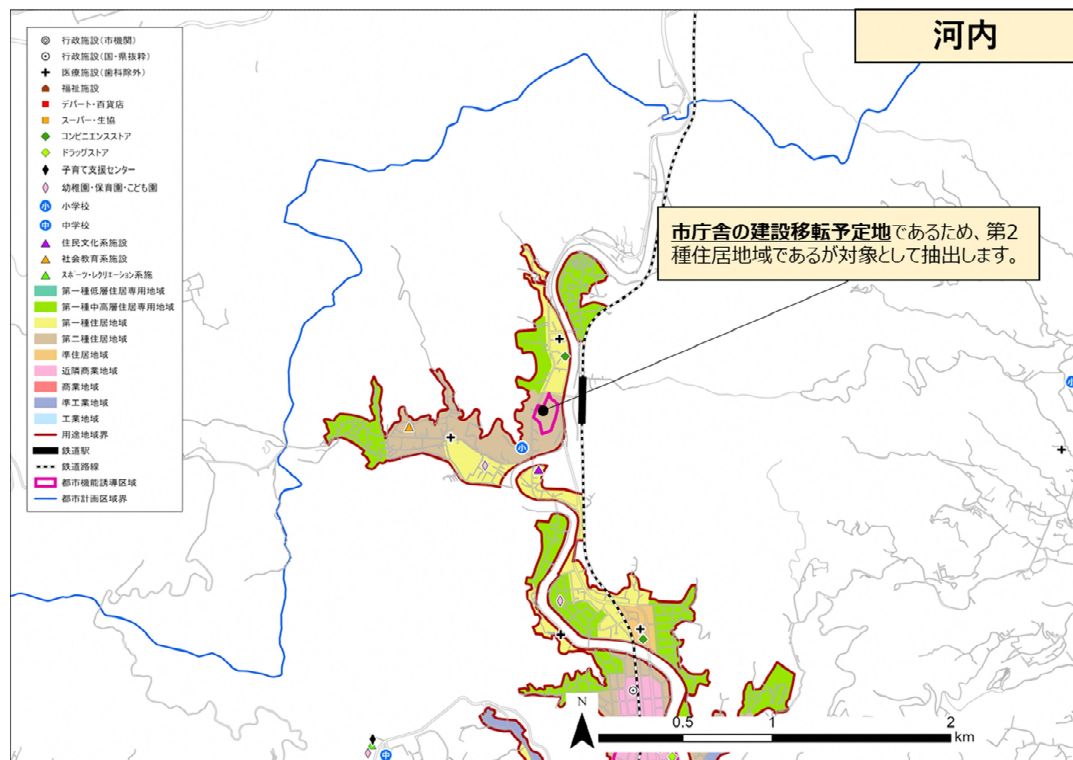 河内
行政施設(市機関)
行政施設(国・県抜粋)
医療施設(歯科除外)
福祉施設
デパート・百貨店
スーパー・生協
コンビニエンスストア
ドラッグストア
子育て支援センター
幼稚園・保育園・こども園
小 小学校
中 中学校
住民文化系施設
社会教育系施設
スポーツ・レクリエーション系施
第一種低層住居専用地域
第一種中高層住居専用地域
第一種住居地域
第二種住居地域
準住居地域
近隣商業地域
商業地域
準工業地域
工業地域
用途地域界
鉄道駅
鉄道路線
都市機能誘導区域
都市計画区域界
市庁舎の建設移転予定地であるため、第2
種住居地域であるが対象として抽出します。
小
小
中
N
0.5 1 2
km